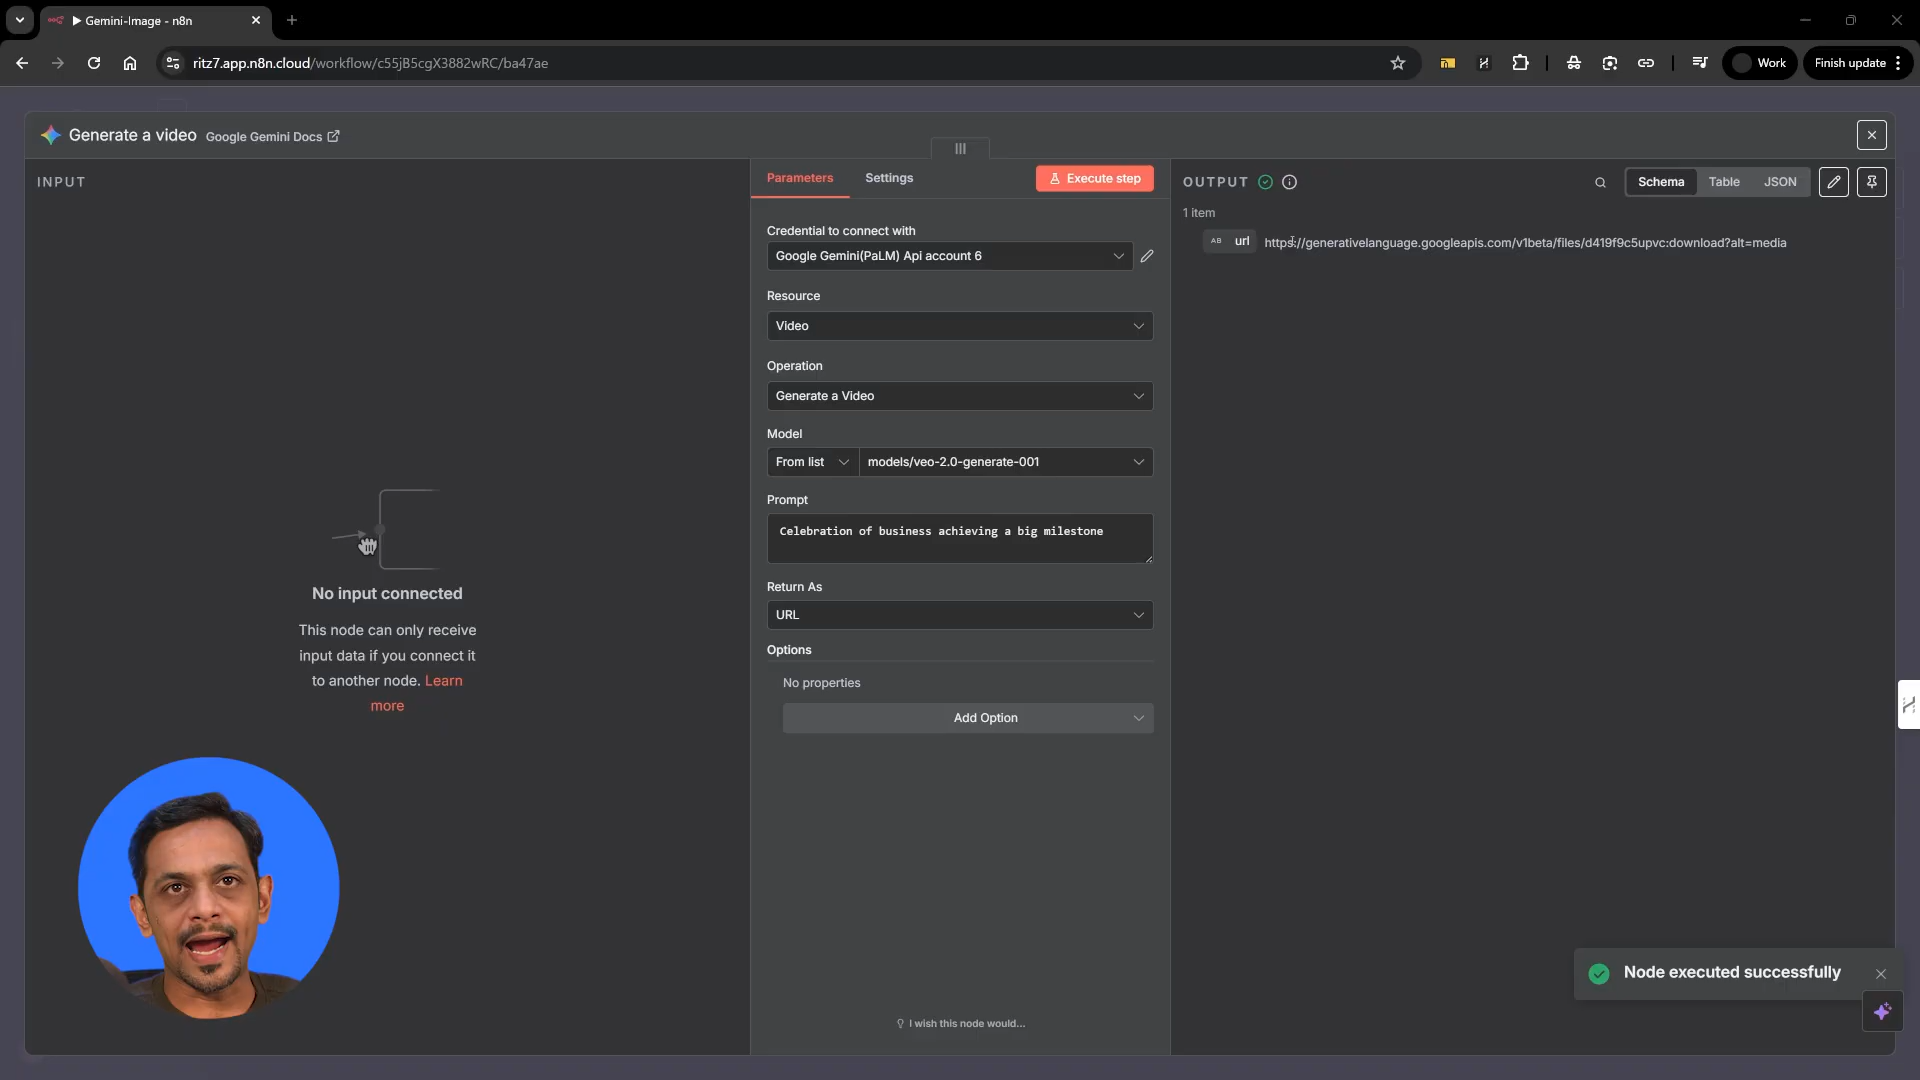 Gemini-Image - n8n
ritz7.app.n8n.cloud/workflow/c55jB5cgX3882wRC/ba47ae
Work
Finish update
Generate a video
Google Gemini Docs
INPUT
No input connected
This node can only receive
input data if you connect it
to another node. Learn
more
Parameters
Settings
Execute step
Credential to connect with
Google Gemini(PaLM) Api account 6
Resource
Video
Operation
Generate a Video
Model
From list
models/veo-2.0-generate-001
Prompt
Celebration of business achieving a big milestone
Return As
URL
Options
No properties
Add Option
I wish this node would...
OUTPUT
Schema
Table
JSON
1 item
AB
url
https://generativelanguage.googleapis.com/v1beta/files/d419f9c5upvc:download?alt=media
Node executed successfully